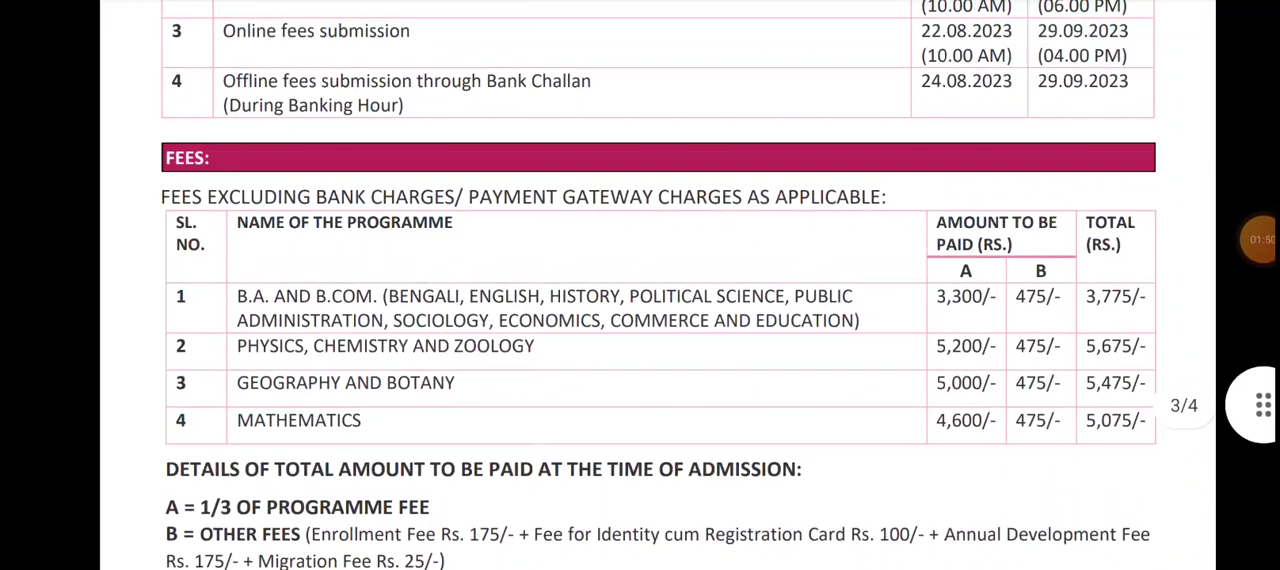 (10.00 AM) (06.00 PM)
3 Online fees submission 22.08.2023 29.09.2023
(10.00 AM) (04.00 PM)
4 Offline fees submission through Bank Challan 24.08.2023 29.09.2023
(During Banking Hour)
FEES:
FEES EXCLUDING BANK CHARGES/ PAYMENT GATEWAY CHARGES AS APPLICABLE:
SL. NAME OF THE PROGRAMME AMOUNT TO BE TOTAL
NO. PAID (RS.) (RS.)
A B
1 B.A. AND B.COM. (BENGALI, ENGLISH, HISTORY, POLITICAL SCIENCE, PUBLIC 3,300/- 475/- 3,775/-
ADMINISTRATION, SOCIOLOGY, ECONOMICS, COMMERCE AND EDUCATION)
2 PHYSICS, CHEMISTRY AND ZOOLOGY 5,200/- 475/- 5,675/-
3 GEOGRAPHY AND BOTANY 5,000/- 475/- 5,475/-
4 MATHEMATICS 4,600/- 475/- 5,075/-
DETAILS OF TOTAL AMOUNT TO BE PAID AT THE TIME OF ADMISSION:
A = 1/3 OF PROGRAMME FEE
B = OTHER FEES (Enrollment Fee Rs. 175/- + Fee for Identity cum Registration Card Rs. 100/- + Annual Development Fee
Rs. 175/- + Migration Fee Rs. 25/-)
01:50
3/4